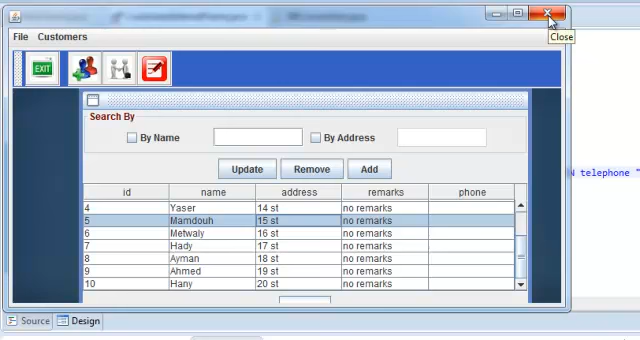 File Customers
Close
EXIT
Search By
By Name By Address
N telephone "
Update Remove Add
id name address remarks phone
4 Yaser 14 st no remarks
5 Mamdouh 15 st no remarks
6 Metwaly 16 st no remarks
7 Hady 17 st no remarks
8 Ayman 18 st no remarks
9 Ahmed 19 st no remarks
10 Hany 20 st no remarks
Source Design